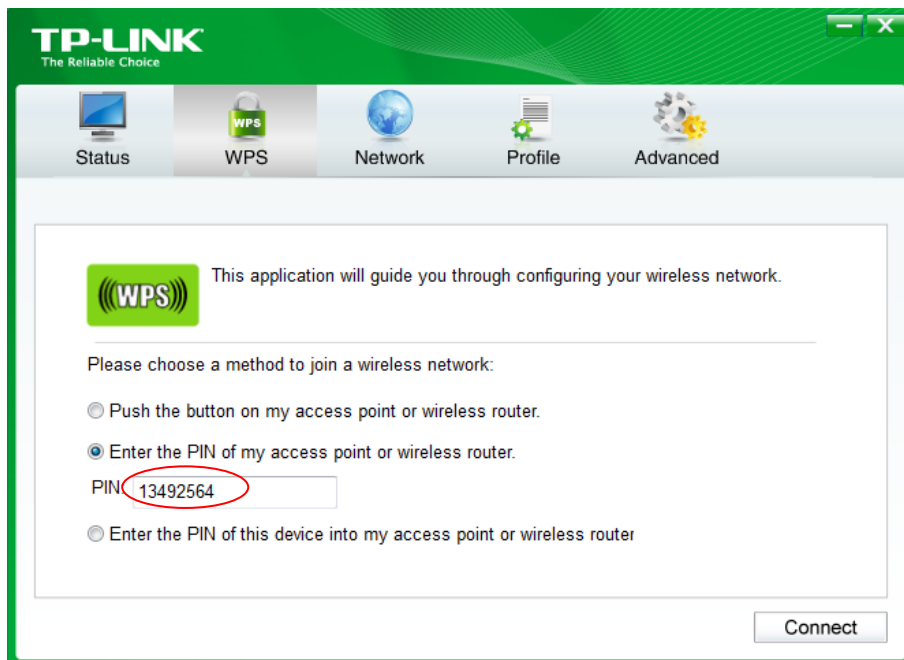 TP-LINK
The Reliable Choice
Status
WPS
WPS
Network
Profile
Advanced
(((WPS)))
This application will guide you through configuring your wireless network.
Please choose a method to join a wireless network:
Push the button on my access point or wireless router.
Enter the PIN of my access point or wireless router.
PIN: 13492564
Enter the PIN of this device into my access point or wireless router
Connect